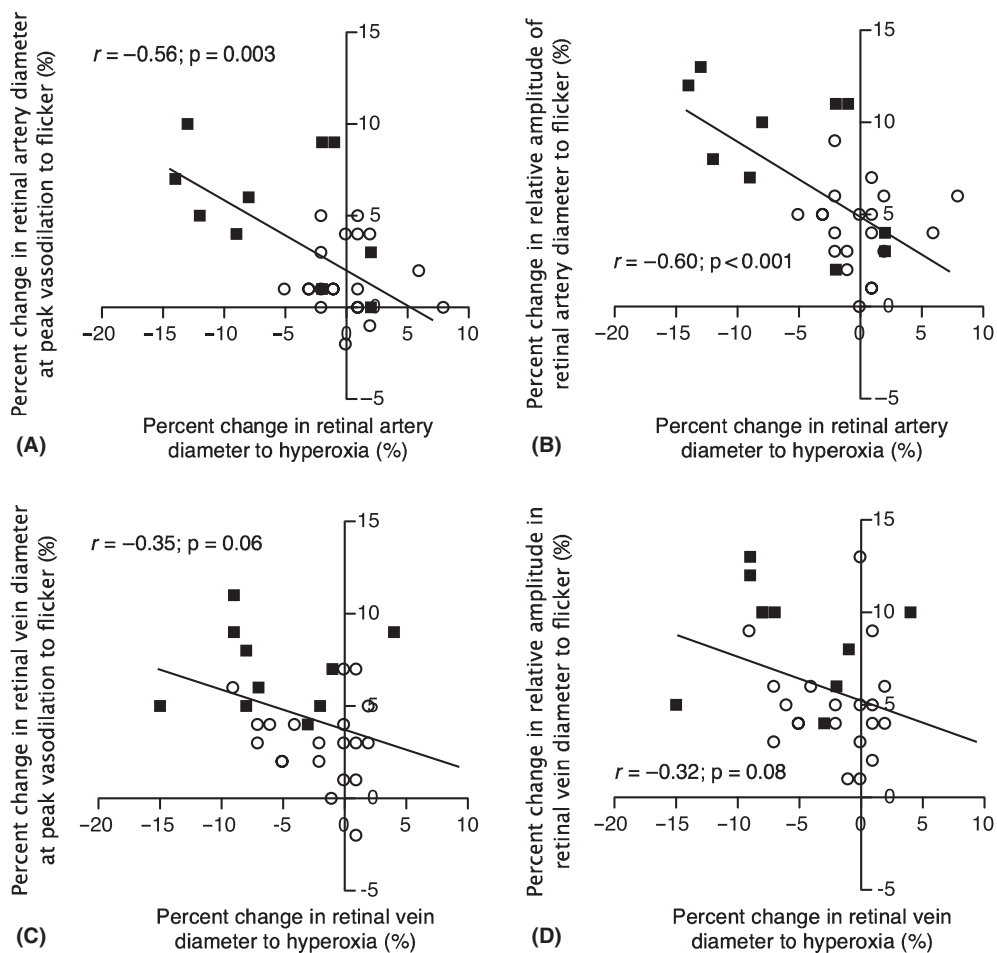 Percent change in retinal artery diameter
at peak vasodilation to flicker (%)
r = −0.56; p = 0.003
15
10
5
0
−5
−20 −15 −10 −5 0 5 10
Percent change in retinal artery
diameter to hyperoxia (%)
(A)
Percent change in relative amplitude of
retinal artery diameter to flicker (%)
r = −0.60; p < 0.001
15
10
5
0
−5
−20 −15 −10 −5 0 5 10
Percent change in retinal artery
diameter to hyperoxia (%)
(B)
Percent change in retinal vein diameter
at peak vasodilation to flicker (%)
r = −0.35; p = 0.06
15
10
5
0
−5
−20 −15 −10 −5 0 5 10
Percent change in retinal vein
diameter to hyperoxia (%)
(C)
Percent change in relative amplitude in
retinal vein diameter to flicker (%)
r = −0.32; p = 0.08
15
10
5
0
−5
−20 −15 −10 −5 0 5 10
Percent change in retinal vein
diameter to hyperoxia (%)
(D)